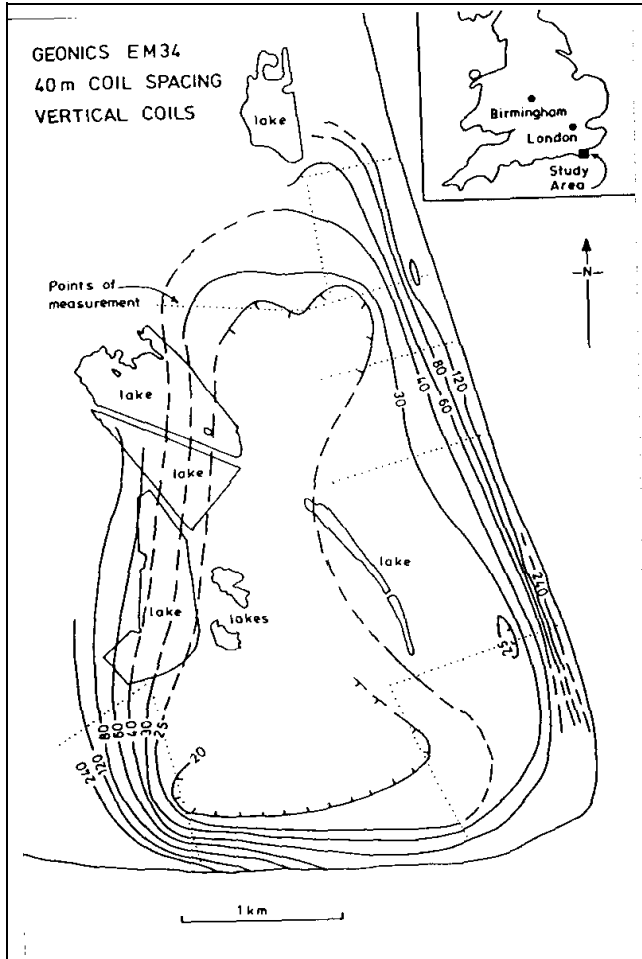 GEONICS EM34
40m COIL SPACING
VERTICAL COILS
lake
Birmingham
London
Study
Area
N
Points of
measurement
30
40
60
80
120
lake
lake
lake
lake
lakes
240
25
240
120
80
60
40
30
25
20
1 km